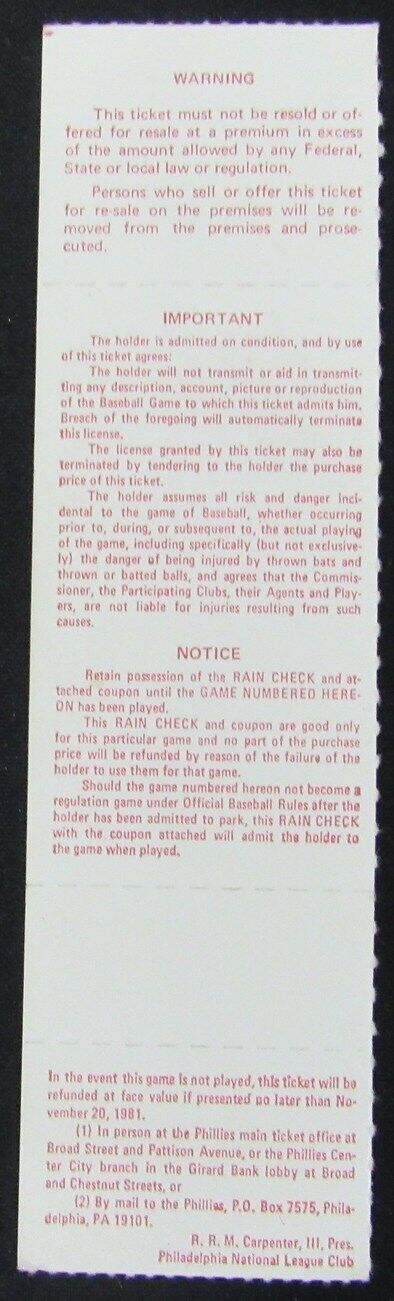 WARNING
This ticket must not be resold or of-
fered for resale at a premium in excess
of the amount allowed by any Federal,
State or local law or regulation.
Persons who sell or offer this ticket
for re-sale on the premises will be re-
moved from the premises and prose-
cuted.
IMPORTANT
The holder is admitted on condition, and by use
of this ticket agrees:
The holder will not transmit or aid in transmit-
ting any description, account, picture or reproduction
of the Baseball Game to which this ticket admits him.
Breach of the foregoing will automatically terminate
this license.
The license granted by this ticket may also be
terminated by tendering to the holder the purchase
price of this ticket.
The holder assumes all risk and danger inci-
dental to the game of Baseball, whether occurring
prior to, during, or subsequent to, the actual playing
of the game, including specifically (but not exclusive-
ly) the danger of being injured by thrown bats and
thrown or batted balls, and agrees that the Commis-
sioner, the Participating Clubs, their Agents and Play-
ers, are not liable for injuries resulting from such
causes.
NOTICE
Retain possession of the RAIN CHECK and at-
tached coupon until the GAME NUMBERED HERE-
ON has been played.
This RAIN CHECK and coupon are good only
for this particular game and no part of the purchase
price will be refunded by reason of the failure of the
holder to use them for that game.
Should the game numbered hereon not become a
regulation game under Official Baseball Rules after the
holder has been admitted to park, this RAIN CHECK
with the coupon attached will admit the holder to
the game when played.
In the event this game is not played, this ticket will be
refunded at face value if presented no later than No-
vember 20, 1981.
(1) In person at the Phillies main ticket office at
Broad Street and Pattison Avenue, or the Phillies Cen-
ter City branch in the Girard Bank lobby at Broad
and Chestnut Streets, or
(2) By mail to the Phillies, P.O. Box 7575, Phila-
delphia, PA 19101.
R. R. M. Carpenter, III, Pres.
Philadelphia National League Club